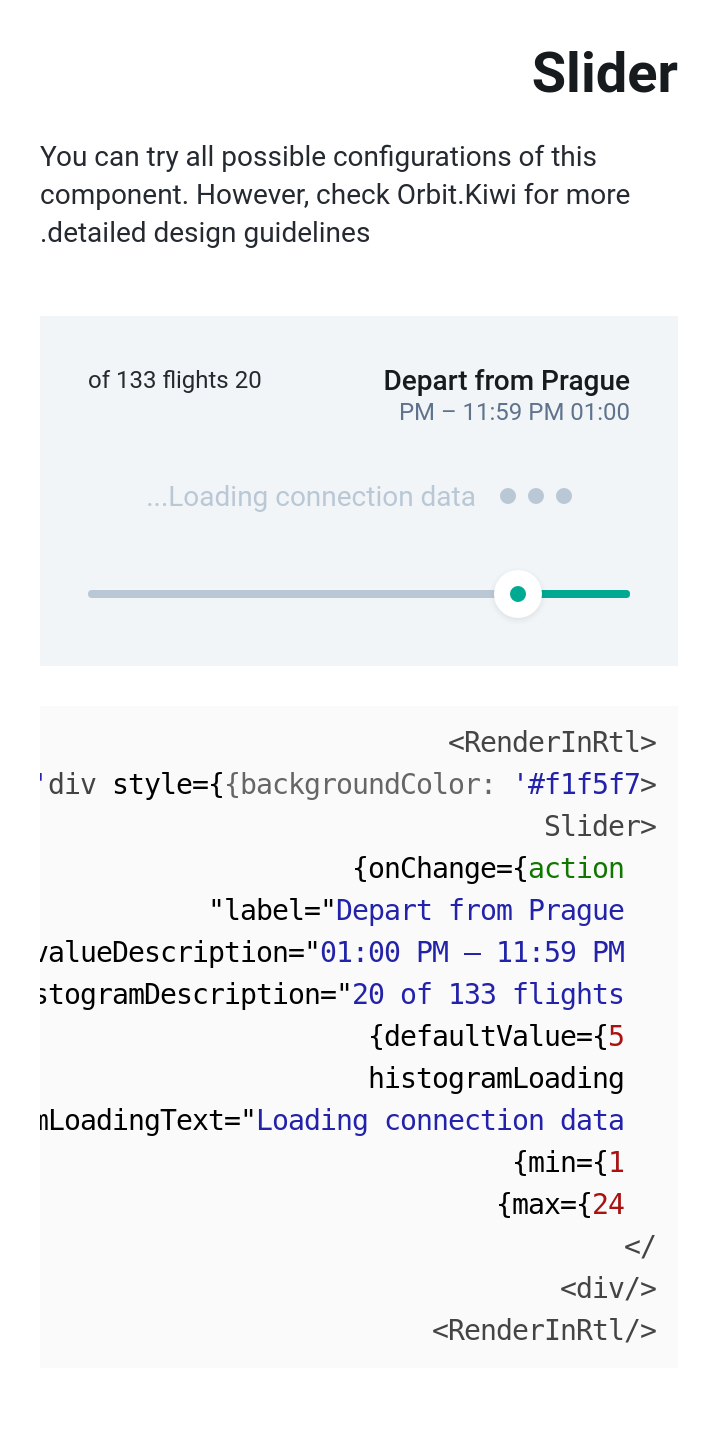 Slider
You can try all possible configurations of this
component. However, check Orbit.Kiwi for more
.detailed design guidelines
Depart from Prague
of 133 flights 20
PM – 11:59 PM 01:00
...Loading connection data
<RenderInRtl>
'div style={{backgroundColor: '#f1f5f7>
Slider>
{onChange={action
"label="Depart from Prague
valueDescription="01:00 PM – 11:59 PM
stogramDescription="20 of 133 flights
{defaultValue={5
histogramLoading
mLoadingText="Loading connection data
{min={1
{max={24
</
<div/>
<RenderInRtl/>